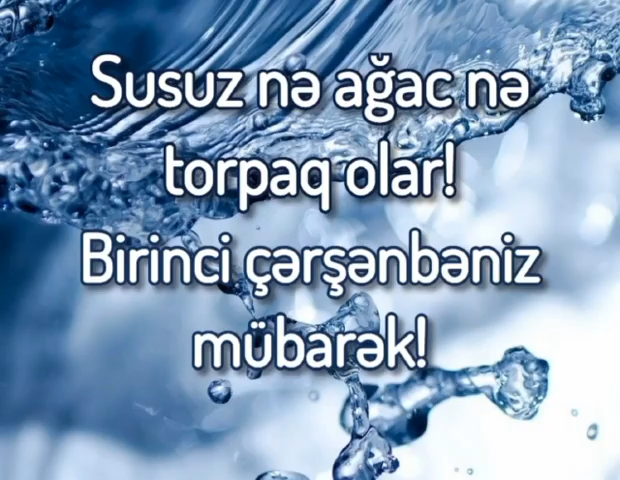 Susuz nə ağac nə
torpaq olar!
Birinci çərşənbəniz
mübarək!